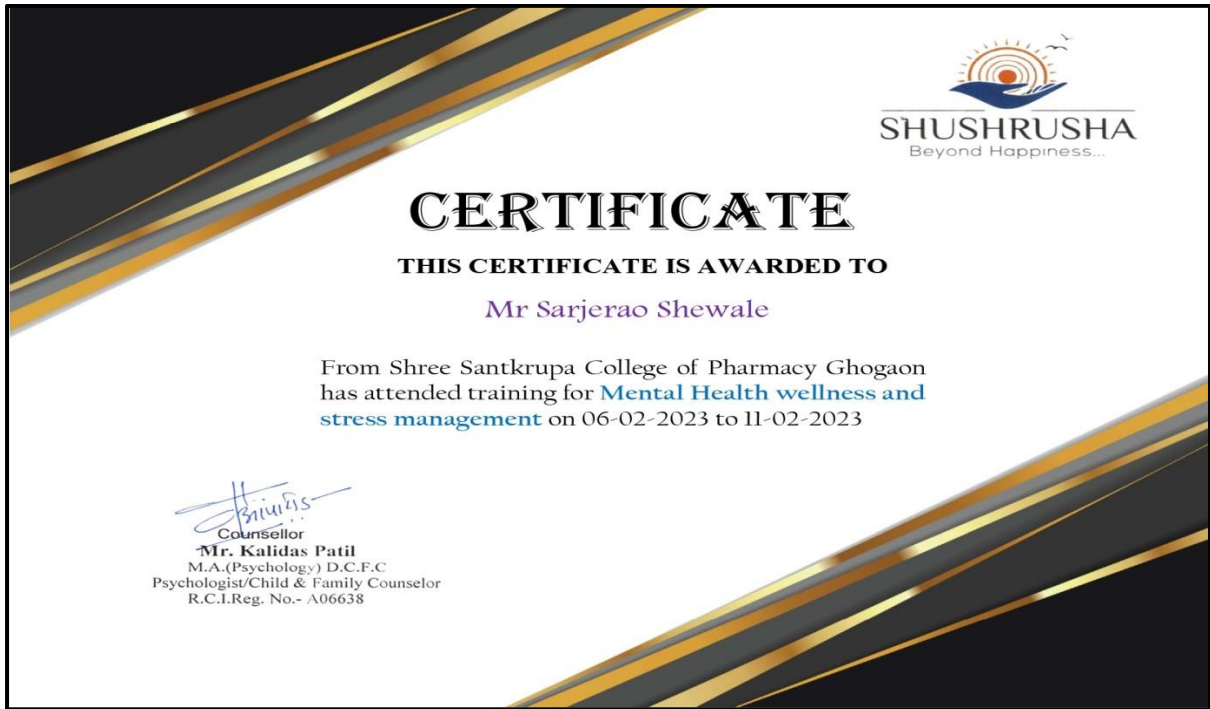 SHUSHRUSHA
Beyond Happiness...
CERTIFICATE
THIS CERTIFICATE IS AWARDED TO
Mr Sarjerao Shewale
From Shree Santkrupa College of Pharmacy Ghogaon
has attended training for Mental Health wellness and
stress management on 06-02-2023 to 11-02-2023
Counsellor
Mr. Kalidas Patil
M.A.(Psychology) D.C.F.C
Psychologist/Child & Family Counselor
R.C.I.Reg. No.- A06638